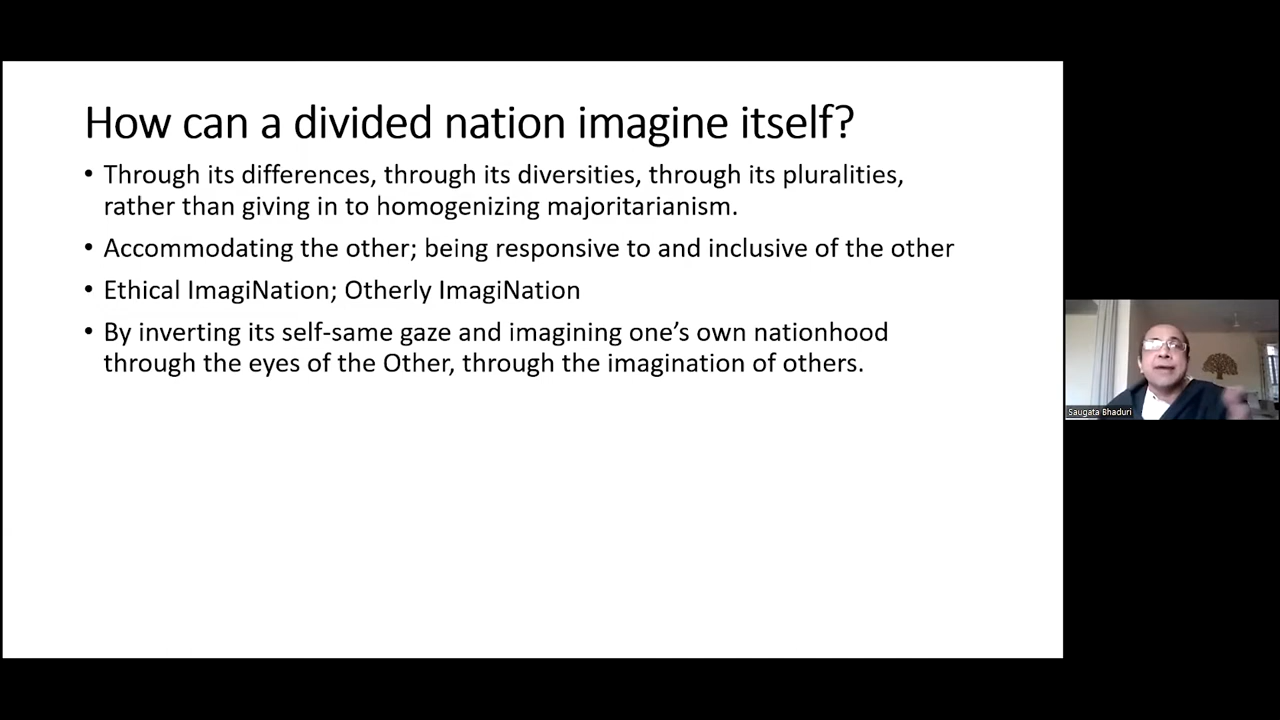 How can a divided nation imagine itself?
• Through its differences, through its diversities, through its pluralities,
rather than giving in to homogenizing majoritarianism.
• Accommodating the other; being responsive to and inclusive of the other
• Ethical ImagiNation; Otherly ImagiNation
• By inverting its self-same gaze and imagining one’s own nationhood
through the eyes of the Other, through the imagination of others.
Saugata Bhaduri